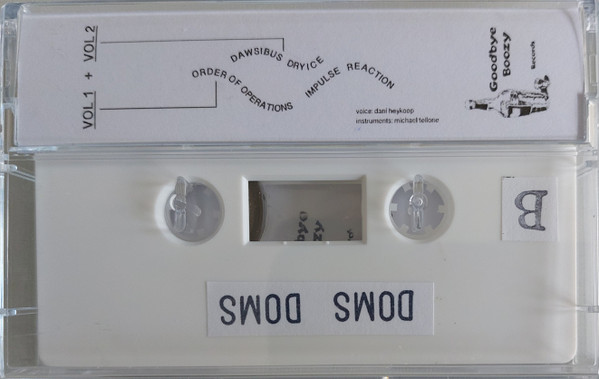 VOL 1 + VOL 2
DAWSIBUS DRYICE
ORDER OF OPERATIONS
IMPULSE REACTION
voice: dani heykoop
instruments: michael tellone
Goodbye
Boozy
Records
B
DOMS DOMS